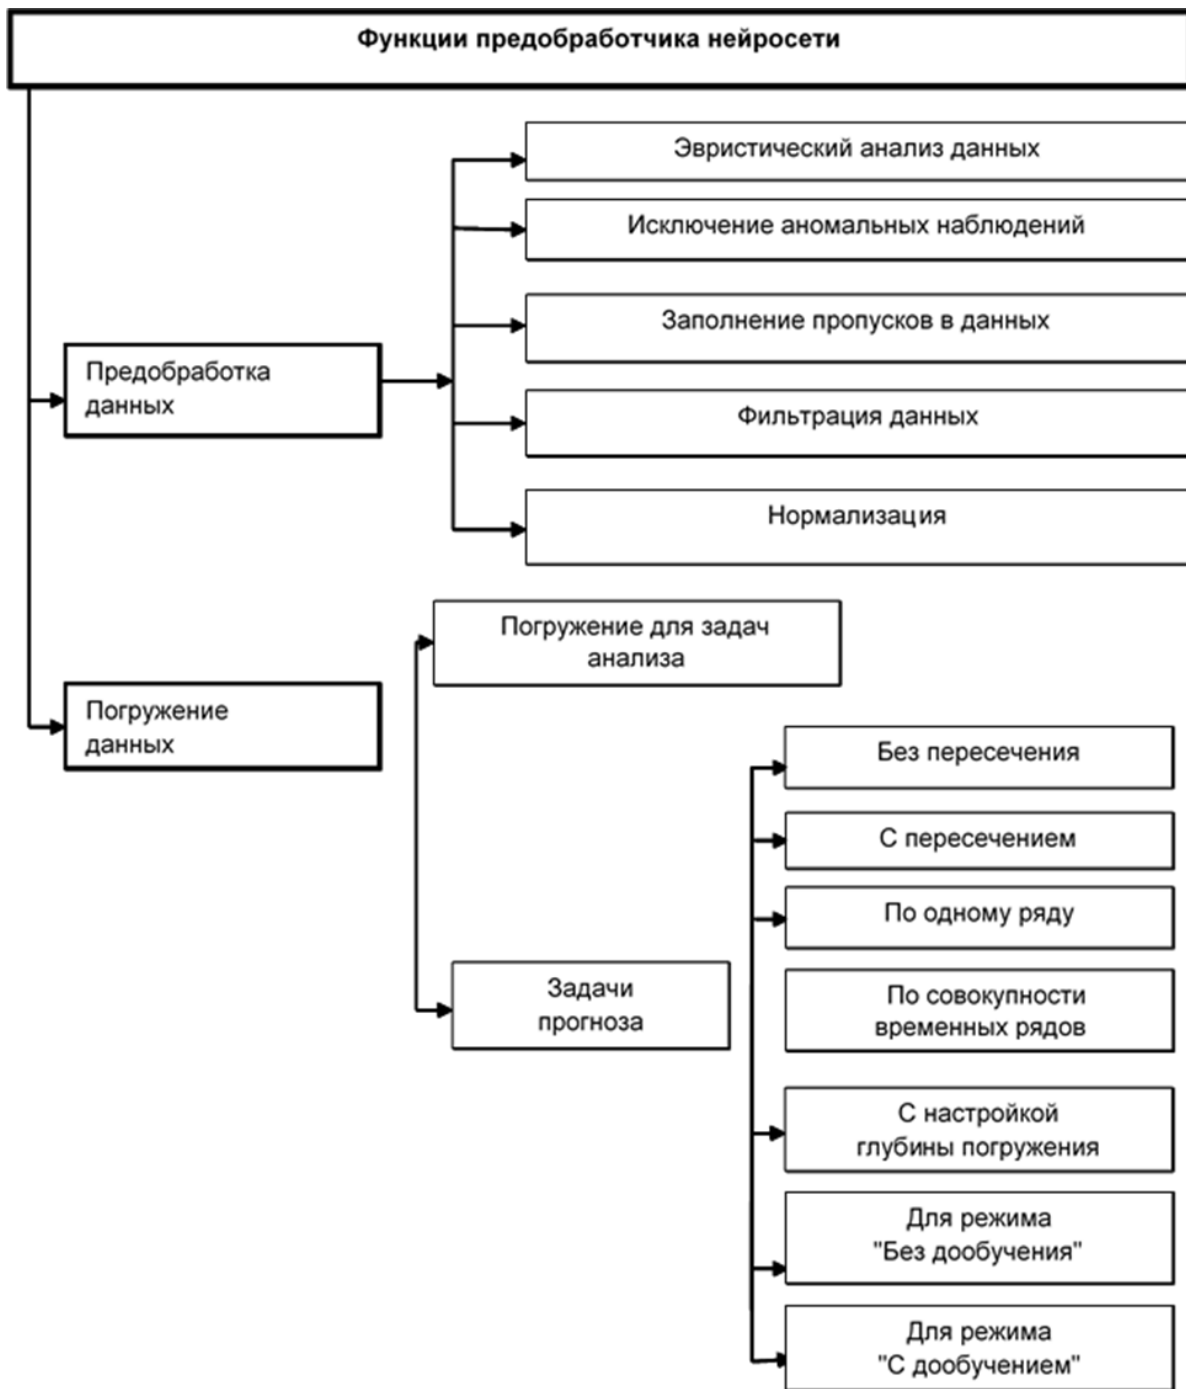 Функции предобработчика нейросети
Эвристический анализ данных
Исключение аномальных наблюдений
Заполнение пропусков в данных
Предобработка
данных
Фильтрация данных
Нормализация
Погружение для задач
анализа
Погружение
данных
Без пересечения
С пересечением
По одному ряду
Задачи
прогноза
По совокупности
временных рядов
С настройкой
глубины погружения
Для режима
"Без дообучения"
Для режима
"С дообучением"